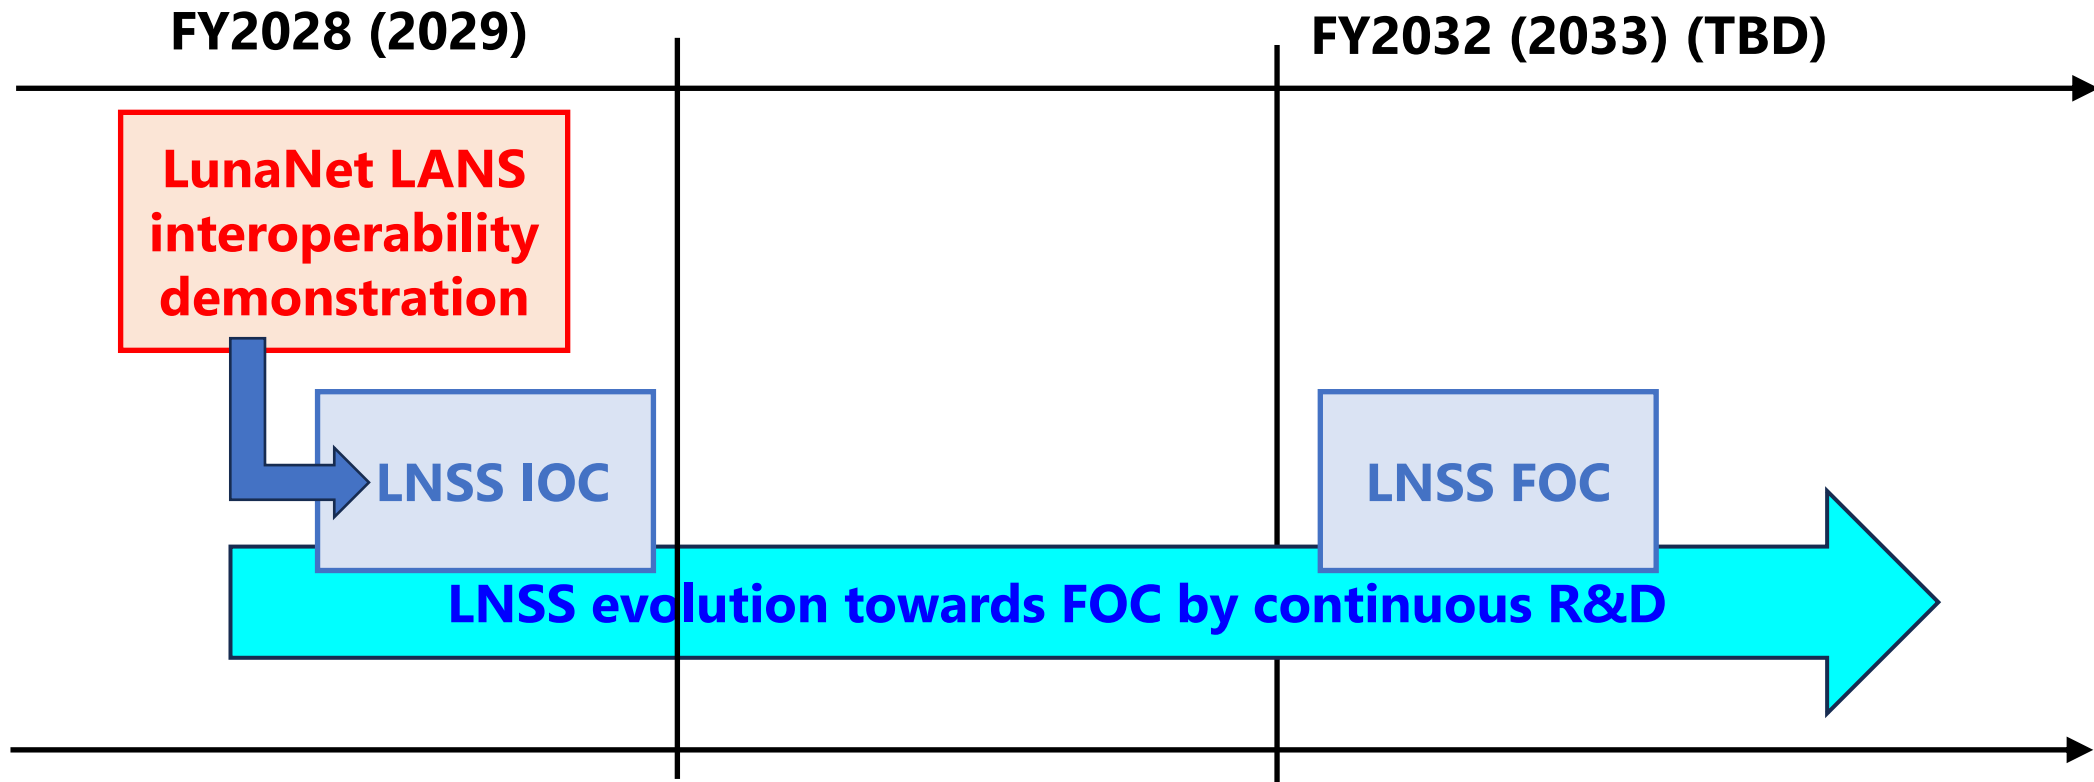 FY2028 (2029)
FY2032 (2033) (TBD)
LunaNet LANS
interoperability
demonstration
LNSS IOC
LNSS FOC
LNSS evolution towards FOC by continuous R&D